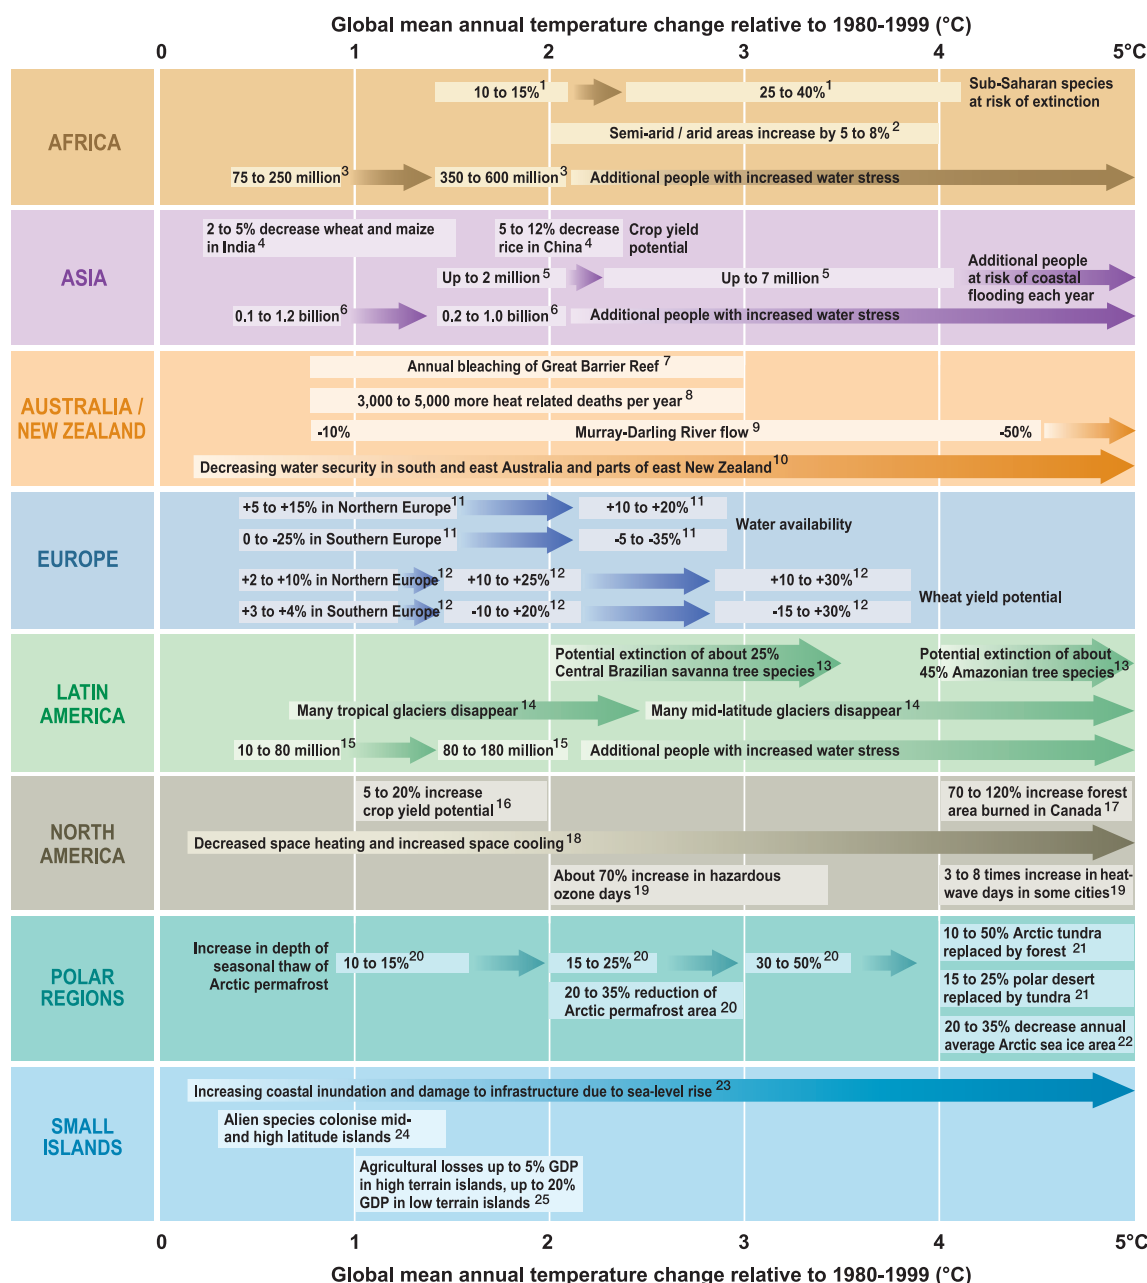 Global mean annual temperature change relative to 1980-1999 (°C)
0 1 2 3 4 5°C
AFRICA
10 to 15%1
25 to 40%1
Sub-Saharan species
at risk of extinction
Semi-arid / arid areas increase by 5 to 8%2
75 to 250 million3
350 to 600 million3
Additional people with increased water stress
ASIA
2 to 5% decrease wheat and maize
in India4
5 to 12% decrease
rice in China4
Crop yield
potential
Up to 2 million5
Up to 7 million5
Additional people
at risk of coastal
flooding each year
0.1 to 1.2 billion6
0.2 to 1.0 billion6
Additional people with increased water stress
AUSTRALIA /
NEW ZEALAND
Annual bleaching of Great Barrier Reef7
3,000 to 5,000 more heat related deaths per year8
-10%
Murray-Darling River flow9
-50%
Decreasing water security in south and east Australia and parts of east New Zealand10
EUROPE
+5 to +15% in Northern Europe11
+10 to +20%11
0 to -25% in Southern Europe11
-5 to -35%11
Water availability
+2 to +10% in Northern Europe12
+10 to +25%12
+10 to +30%12
+3 to +4% in Southern Europe12
-10 to +20%12
-15 to +30%12
Wheat yield potential
LATIN
AMERICA
Potential extinction of about 25%
Central Brazilian savanna tree species13
Potential extinction of about
45% Amazonian tree species13
Many tropical glaciers disappear14
Many mid-latitude glaciers disappear14
10 to 80 million15
80 to 180 million15
Additional people with increased water stress
NORTH
AMERICA
5 to 20% increase
crop yield potential16
70 to 120% increase forest
area burned in Canada17
Decreased space heating and increased space cooling18
About 70% increase in hazardous
ozone days19
3 to 8 times increase in heat-
wave days in some cities19
POLAR
REGIONS
Increase in depth of
seasonal thaw of
Arctic permafrost
10 to 15%20
15 to 25%20
30 to 50%20
20 to 35% reduction of
Arctic permafrost area20
10 to 50% Arctic tundra
replaced by forest21
15 to 25% polar desert
replaced by tundra21
20 to 35% decrease annual
average Arctic sea ice area22
SMALL
ISLANDS
Increasing coastal inundation and damage to infrastructure due to sea-level rise23
Alien species colonise mid-
and high latitude islands24
Agricultural losses up to 5% GDP
in high terrain islands, up to 20%
GDP in low terrain islands25
0 1 2 3 4 5°C
Global mean annual temperature change relative to 1980-1999 (°C)